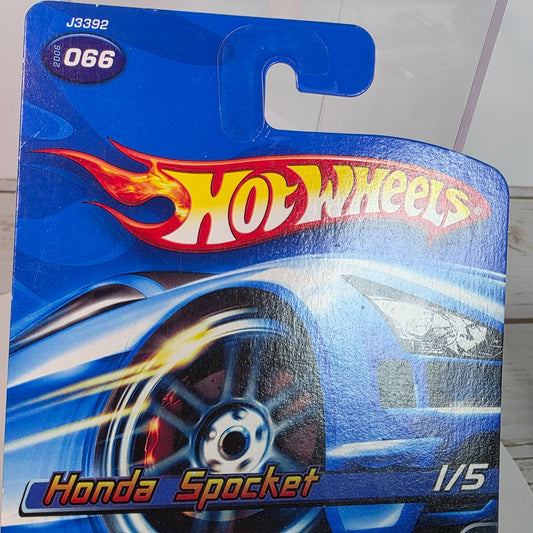 J3392
2006 066
HOT WHEELS®
Honda Spocket 1/5